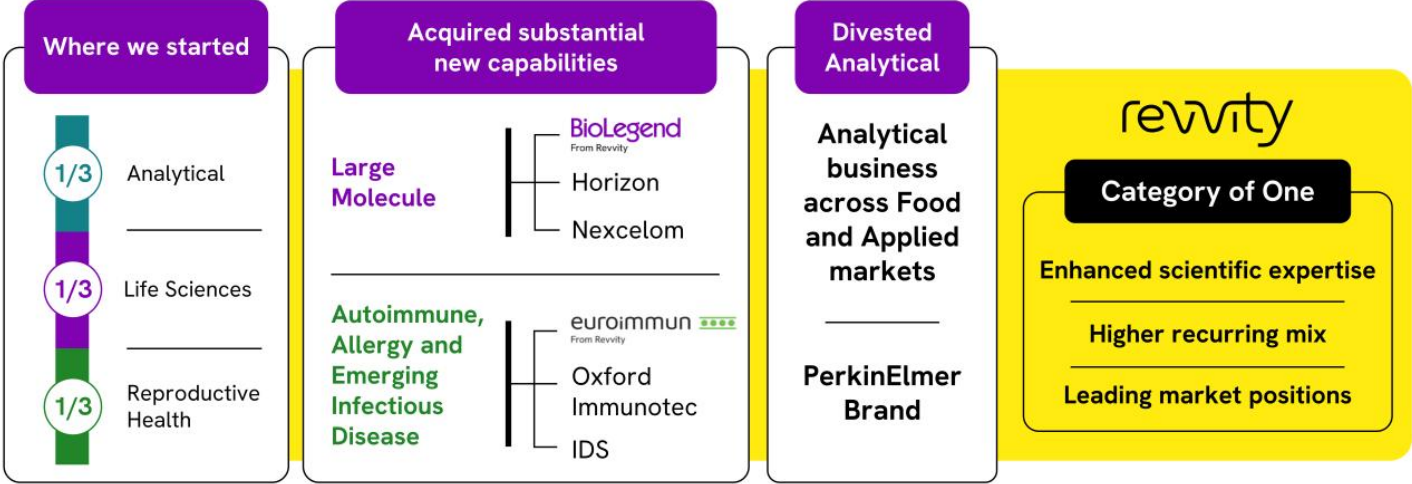 Where we started
1/3
Analytical
1/3
Life Sciences
1/3
Reproductive
Health
Acquired substantial
new capabilities
Large
Molecule
BioLegend
From Revvity
Horizon
Nexcelom
Autoimmune,
Allergy and
Emerging
Infectious
Disease
euroimmun
From Revvity
Oxford
Immunotec
IDS
Divested
Analytical
Analytical
business
across Food
and Applied
markets
PerkinElmer
Brand
revvity
Category of One
Enhanced scientific expertise
Higher recurring mix
Leading market positions